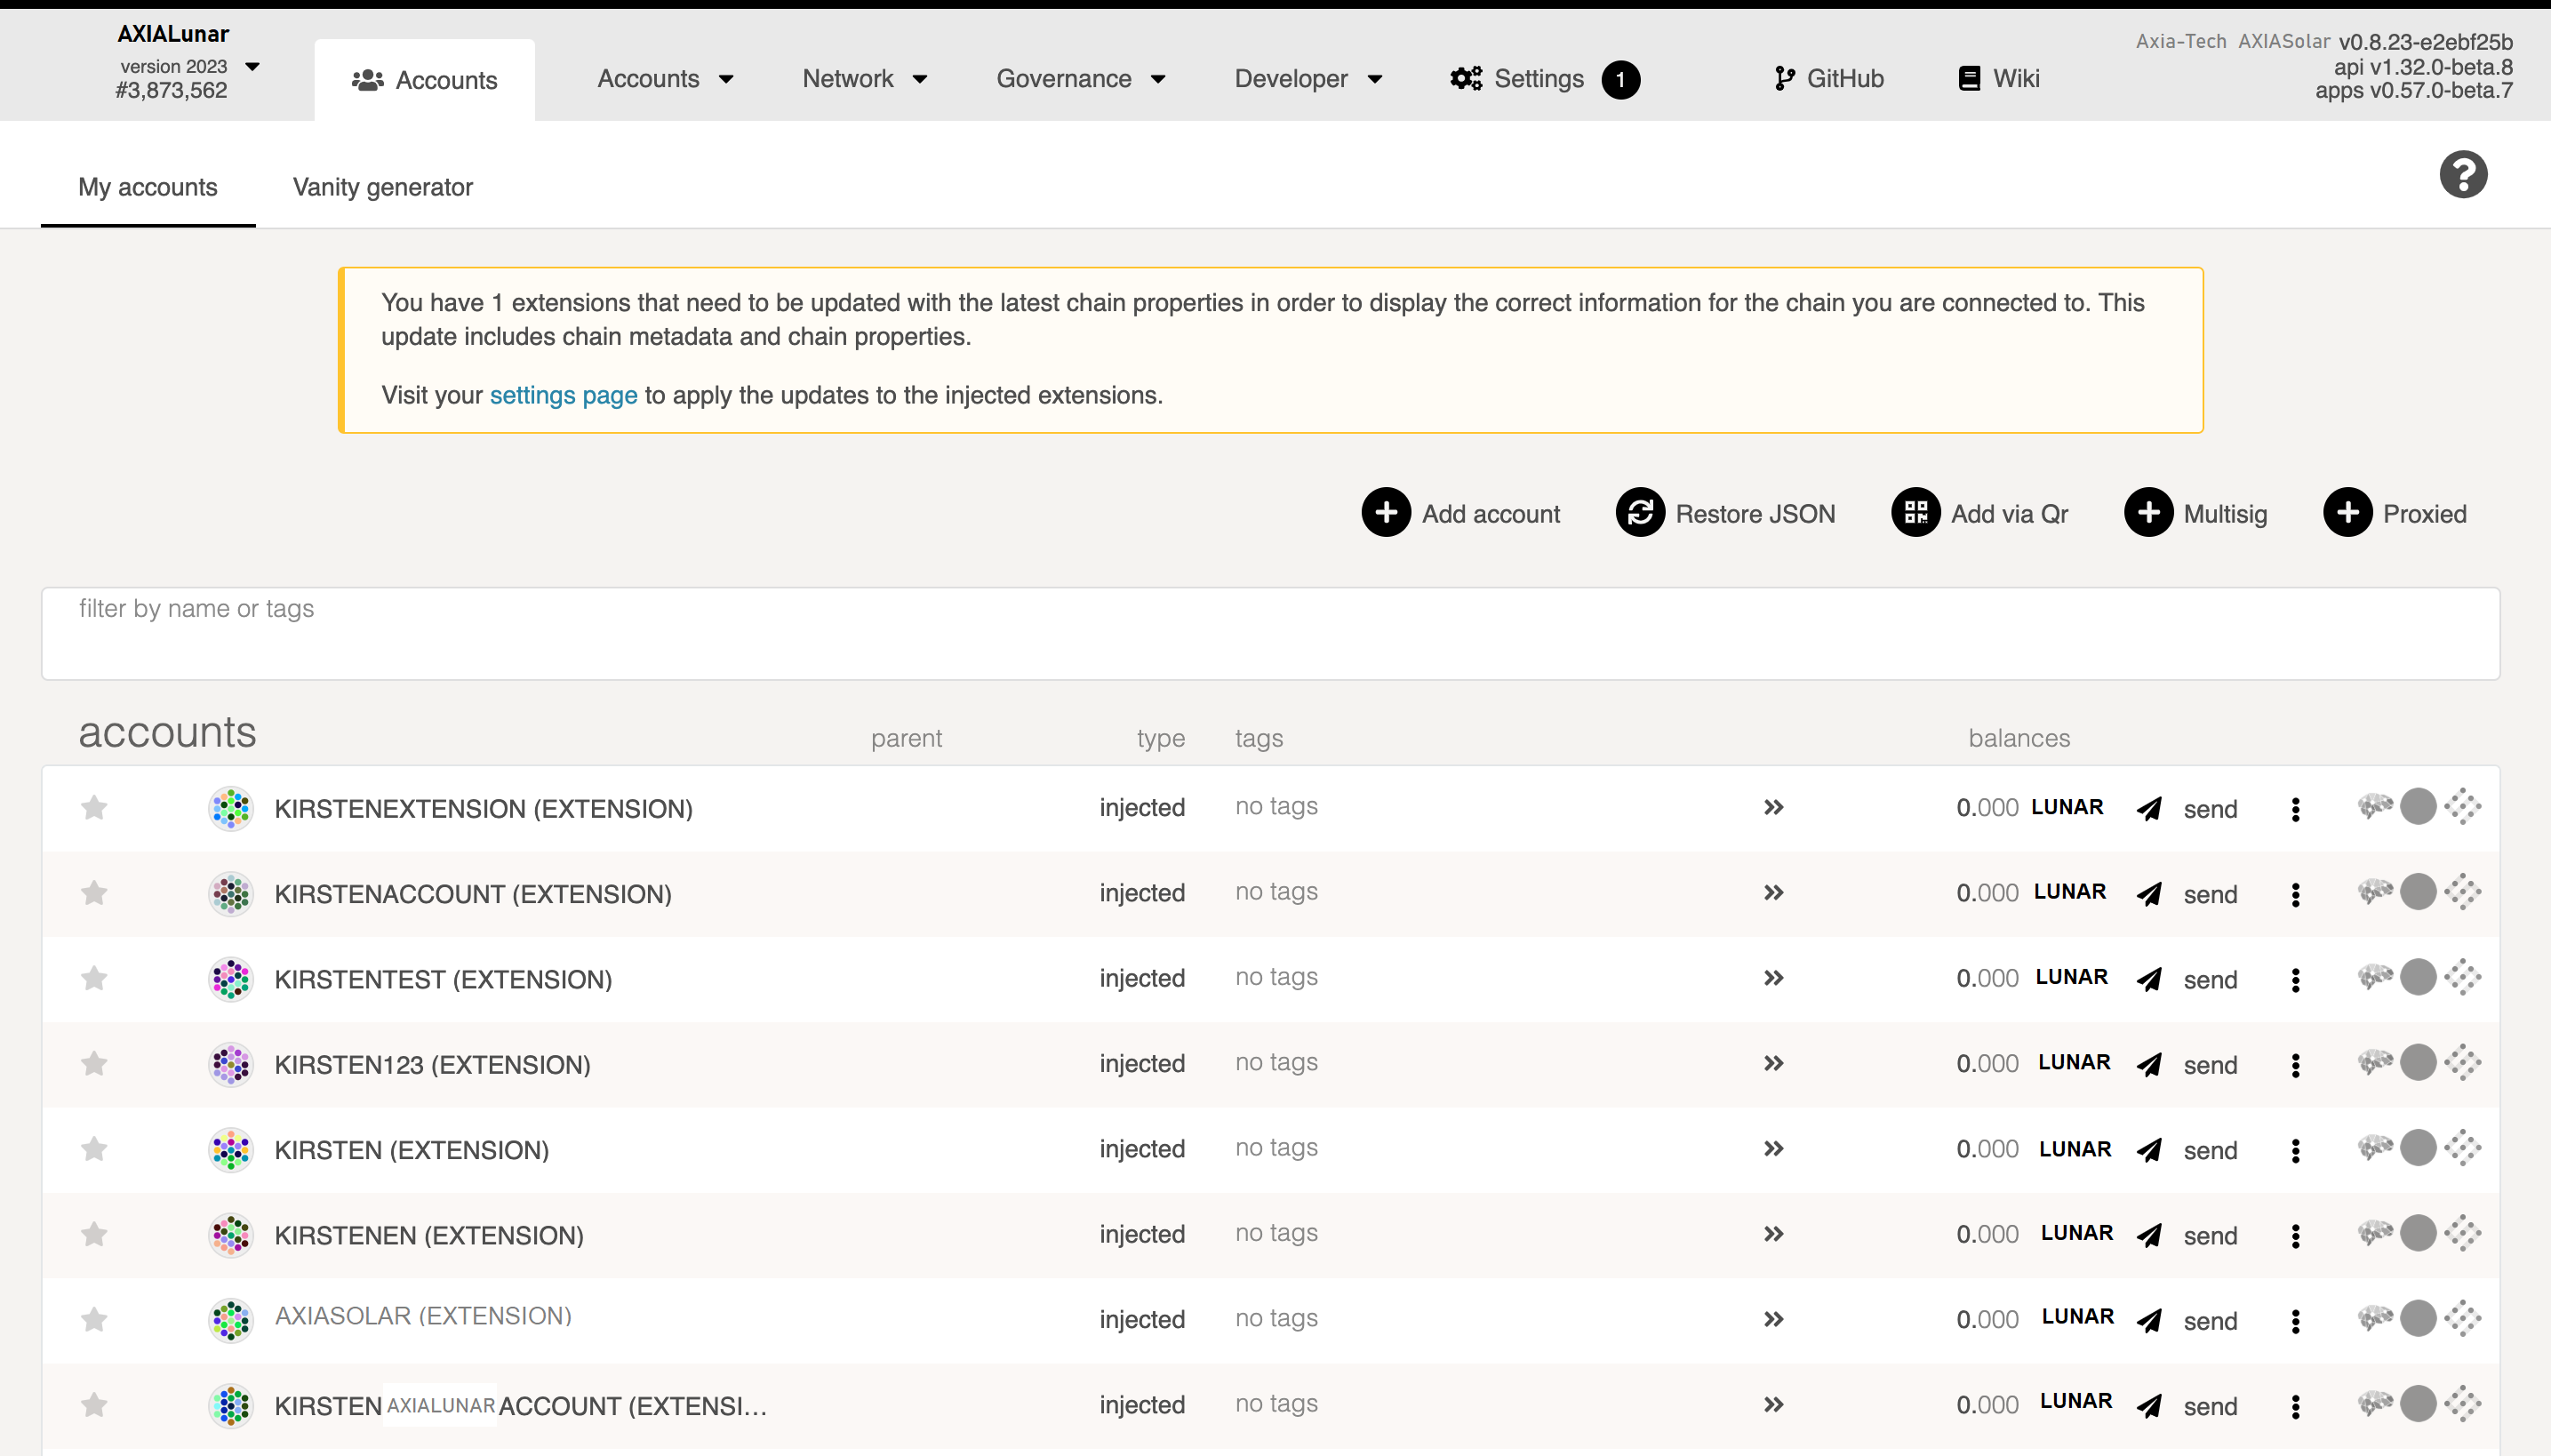 AXIALunar
version 2023
#3,873,562
Accounts
Accounts
Network
Governance
Developer
Settings
1
GitHub
Wiki
Axia-Tech AXIASolar v0.8.23-e2ebf25b
api v1.32.0-beta.8
apps v0.57.0-beta.7
My accounts
Vanity generator
You have 1 extensions that need to be updated with the latest chain properties in order to display the correct information for the chain you are connected to. This
update includes chain metadata and chain properties.
Visit your settings page to apply the updates to the injected extensions.
Add account
Restore JSON
Add via Qr
Multisig
Proxied
filter by name or tags
accounts parent type tags balances
KIRSTENEXTENSION (EXTENSION) injected no tags 0.000 LUNAR send
KIRSTENACCOUNT (EXTENSION) injected no tags 0.000 LUNAR send
KIRSTENTEST (EXTENSION) injected no tags 0.000 LUNAR send
KIRSTEN123 (EXTENSION) injected no tags 0.000 LUNAR send
KIRSTEN (EXTENSION) injected no tags 0.000 LUNAR send
KIRSTENEN (EXTENSION) injected no tags 0.000 LUNAR send
AXIASOLAR (EXTENSION) injected no tags 0.000 LUNAR send
KIRSTEN AXIALUNAR ACCOUNT (EXTENSI… injected no tags 0.000 LUNAR send